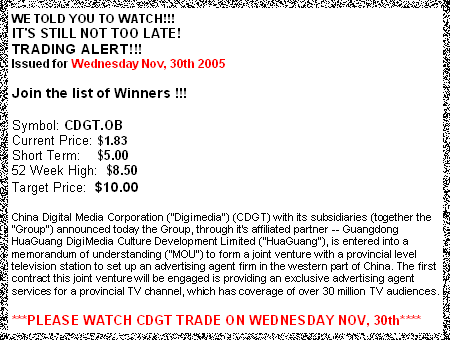 WE TOLD YOU TO WATCH!!!
IT'S STILL NOT TOO LATE!
TRADING ALERT!!!
Issued for Wednesday Nov, 30th 2005
Join the list of Winners !!!
Symbol: CDGT.OB
Current Price: $1.83
Short Term: $5.00
52 Week High: $8.50
Target Price: $10.00
China Digital Media Corporation ("Digimedia") (CDGT) with its subsidiaries (together the
"Group") announced today the Group, through it's affiliated partner -- Guangdong
HuaGuang DigiMedia Culture Development Limited ("HuaGuang"), is entered into a
memorandum of understanding ("MOU") to form a joint venture with a provincial level
television station to set up an advertising agent firm in the western part of China. The first
contract this joint venture will be engaged is providing an exclusive advertising agent
services for a provincial TV channel, which has coverage of over 30 million TV audiences.
***PLEASE WATCH CDGT TRADE ON WEDNESDAY NOV, 30th****